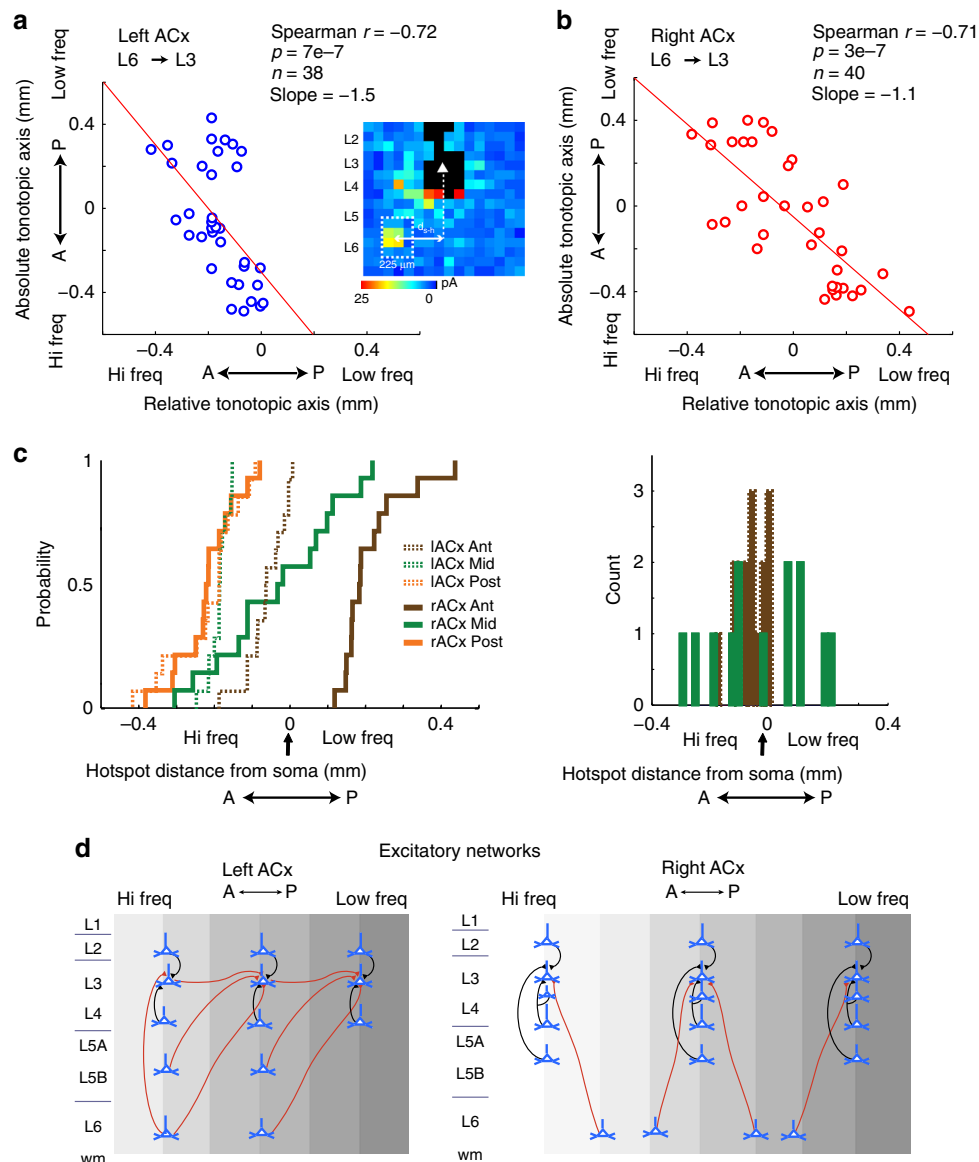 a
Left ACx
L6 → L3
Spearman r = −0.72
p = 7e−7
n = 38
Slope = −1.5
Low freq
P
A
Hi freq
Absolute tonotopic axis (mm)
0.4
0
−0.4
−0.4
0
0.4
Hi freq
A
P
Low freq
Relative tonotopic axis (mm)
L2
L3
L4
L5
L6
ds-h
225 μm
pA
25
0
b
Right ACx
L6 → L3
Spearman r = −0.71
p = 3e−7
n = 40
Slope = −1.1
Low freq
P
A
Hi freq
Absolute tonotopic axis (mm)
0.4
0
−0.4
−0.4
0
0.4
Hi freq
A
P
Low freq
Relative tonotopic axis (mm)
c
Probability
1
0.5
0
−0.4
0
0.4
Hi freq
Low freq
Hotspot distance from soma (mm)
A
P
lACx Ant
lACx Mid
lACx Post
rACx Ant
rACx Mid
rACx Post
Count
3
2
1
0
−0.4
0
0.4
Hi freq
Low freq
Hotspot distance from soma (mm)
A
P
d
Excitatory networks
Left ACx
Hi freq
A
P
Low freq
L1
L2
L3
L4
L5A
L5B
L6
wm
Right ACx
Hi freq
A
P
Low freq
L1
L2
L3
L4
L5A
L5B
L6
wm